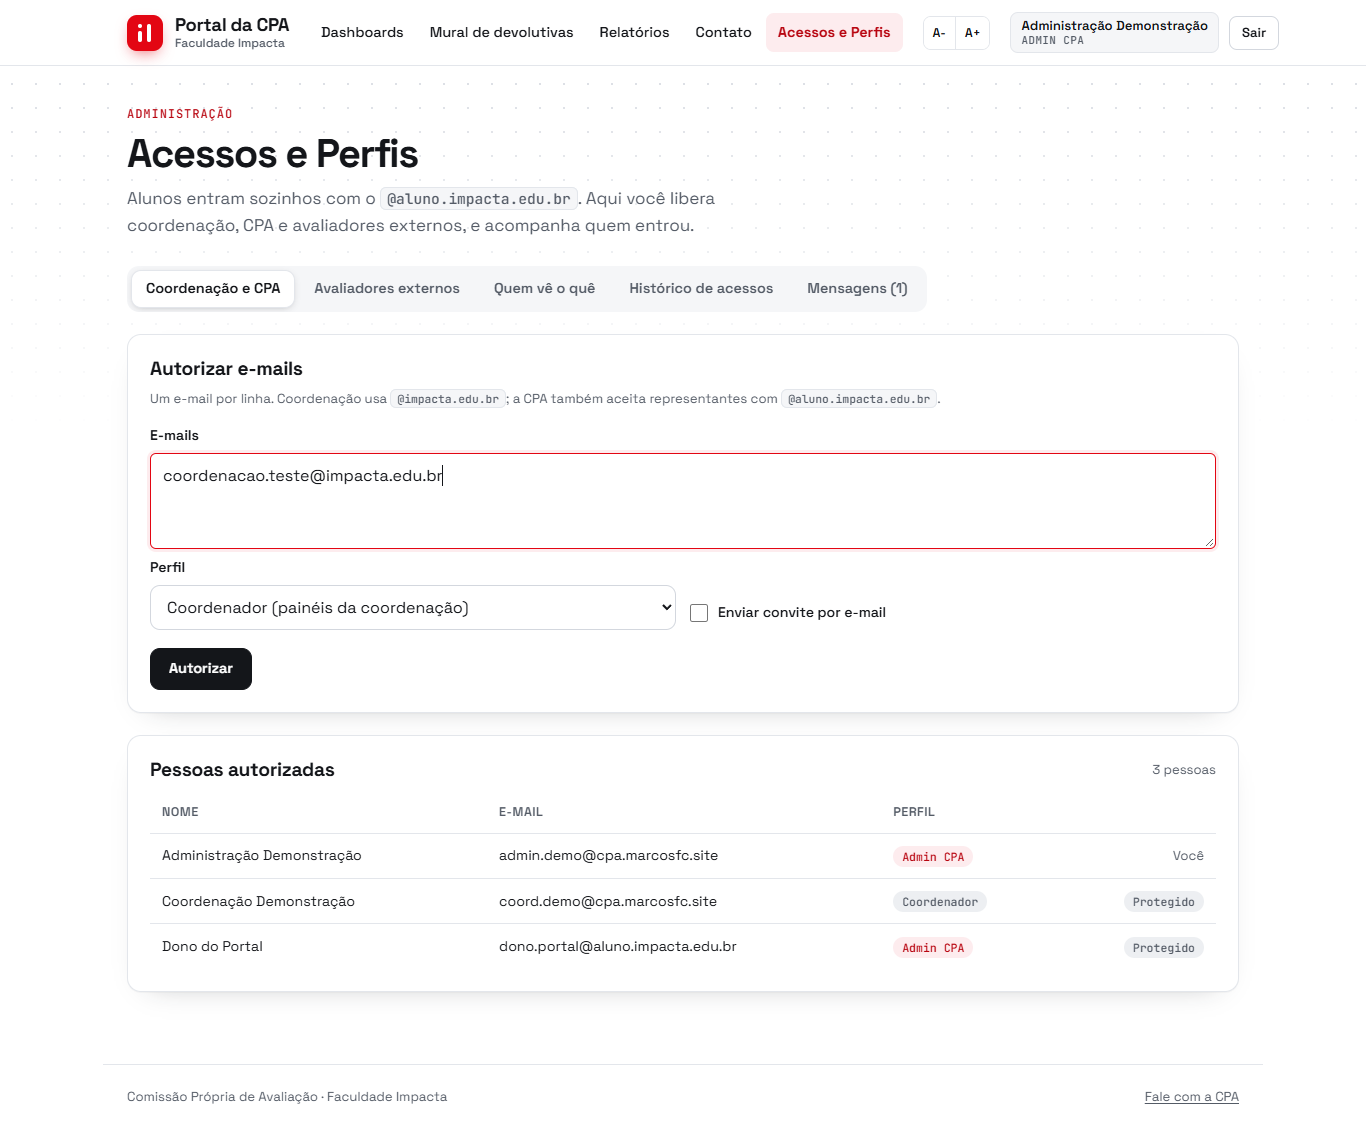 Portal da CPA
Faculdade Impacta
Dashboards
Mural de devolutivas
Relatórios
Contato
Acessos e Perfis
A-
A+
Administração Demonstração
ADMIN CPA
Sair
ADMINISTRAÇÃO
Acessos e Perfis
Alunos entram sozinhos com o @aluno.impacta.edu.br. Aqui você libera
coordenação, CPA e avaliadores externos, e acompanha quem entrou.
Coordenação e CPA
Avaliadores externos
Quem vê o quê
Histórico de acessos
Mensagens (1)
Autorizar e-mails
Um e-mail por linha. Coordenação usa @impacta.edu.br; a CPA também aceita representantes com @aluno.impacta.edu.br.
E-mails
coordenacao.teste@impacta.edu.br
Perfil
Coordenador (painéis da coordenação)
Enviar convite por e-mail
Autorizar
Pessoas autorizadas
3 pessoas
NOME E-MAIL PERFIL
Administração Demonstração admin.demo@cpa.marcosfc.site Admin CPA Você
Coordenação Demonstração coord.demo@cpa.marcosfc.site Coordenador Protegido
Dono do Portal dono.portal@aluno.impacta.edu.br Admin CPA Protegido
Comissão Própria de Avaliação · Faculdade Impacta
Fale com a CPA